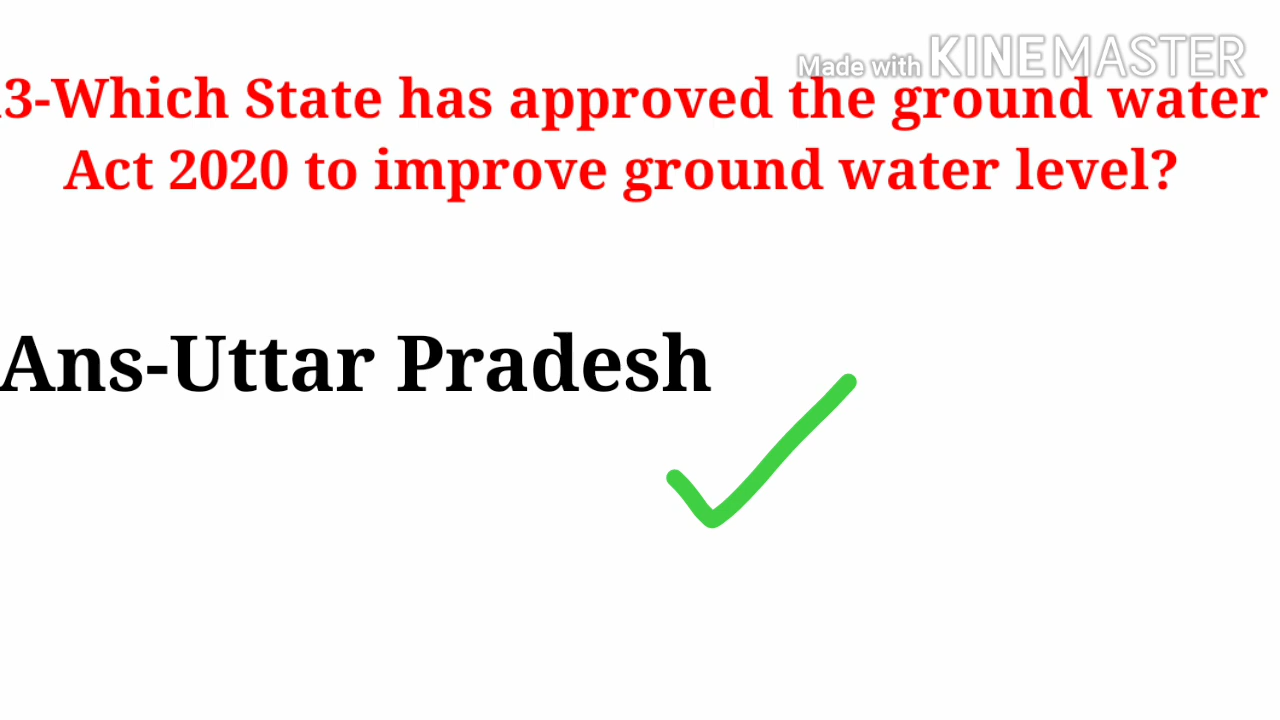 Made with KINEMASTER
3-Which State has approved the ground water
Act 2020 to improve ground water level?
Ans-Uttar Pradesh